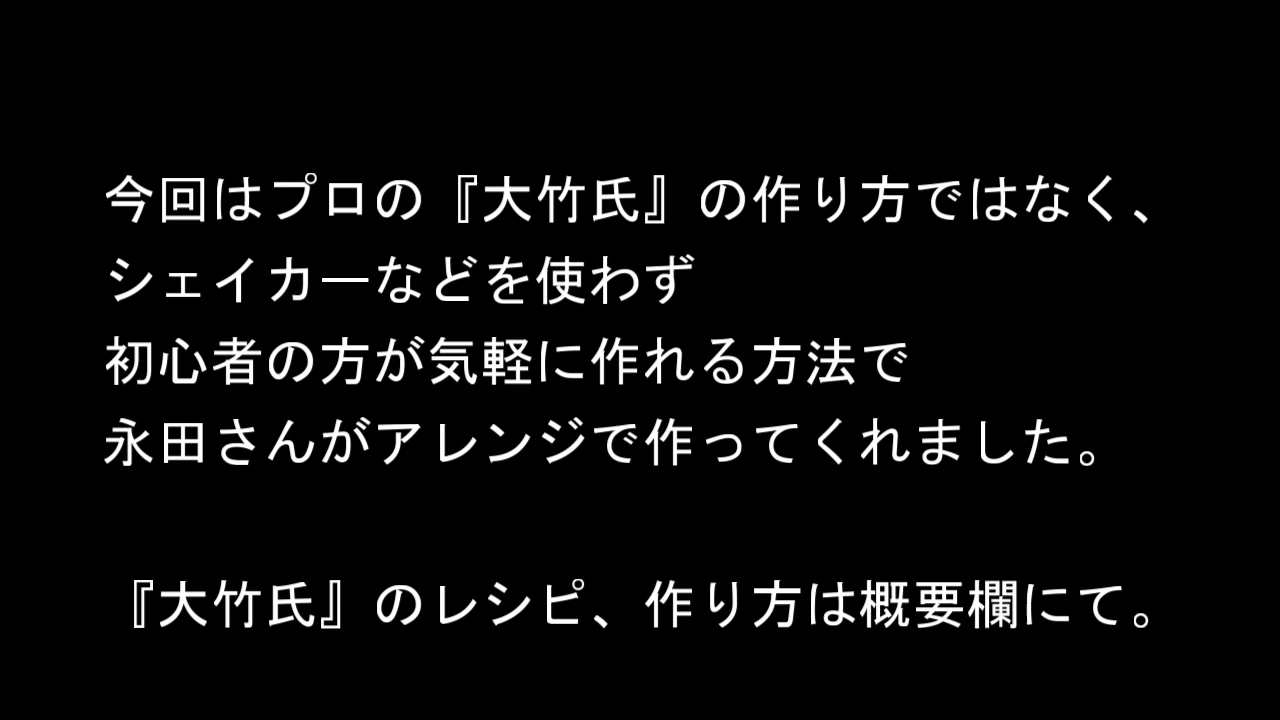 今回はプロの『大竹氏』の作り方ではなく、
シェイカーなどを使わず
初心者の方が気軽に作れる方法で
永田さんがアレンジで作ってくれました。
『大竹氏』のレシピ、作り方は概要欄にて。